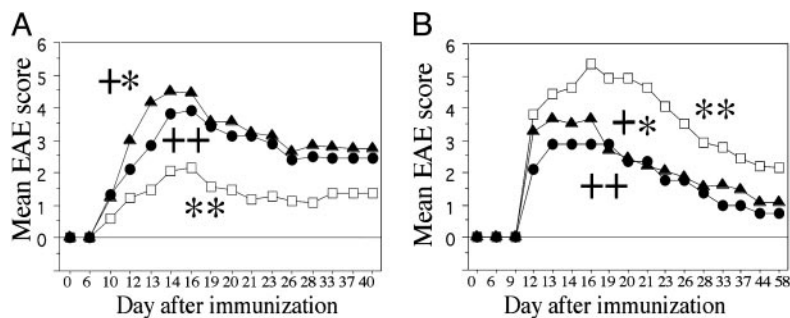 A
B
Mean EAE score
6
5
4
3
2
1
0
+*
++
**
0 6 10 12 13 14 16 19 20 21 23 26 28 33 37 40
Day after immunization
Mean EAE score
6
5
4
3
2
1
0
**
+*
++
0 6 9 12 13 14 16 19 20 21 23 26 28 33 37 44 58
Day after immunization